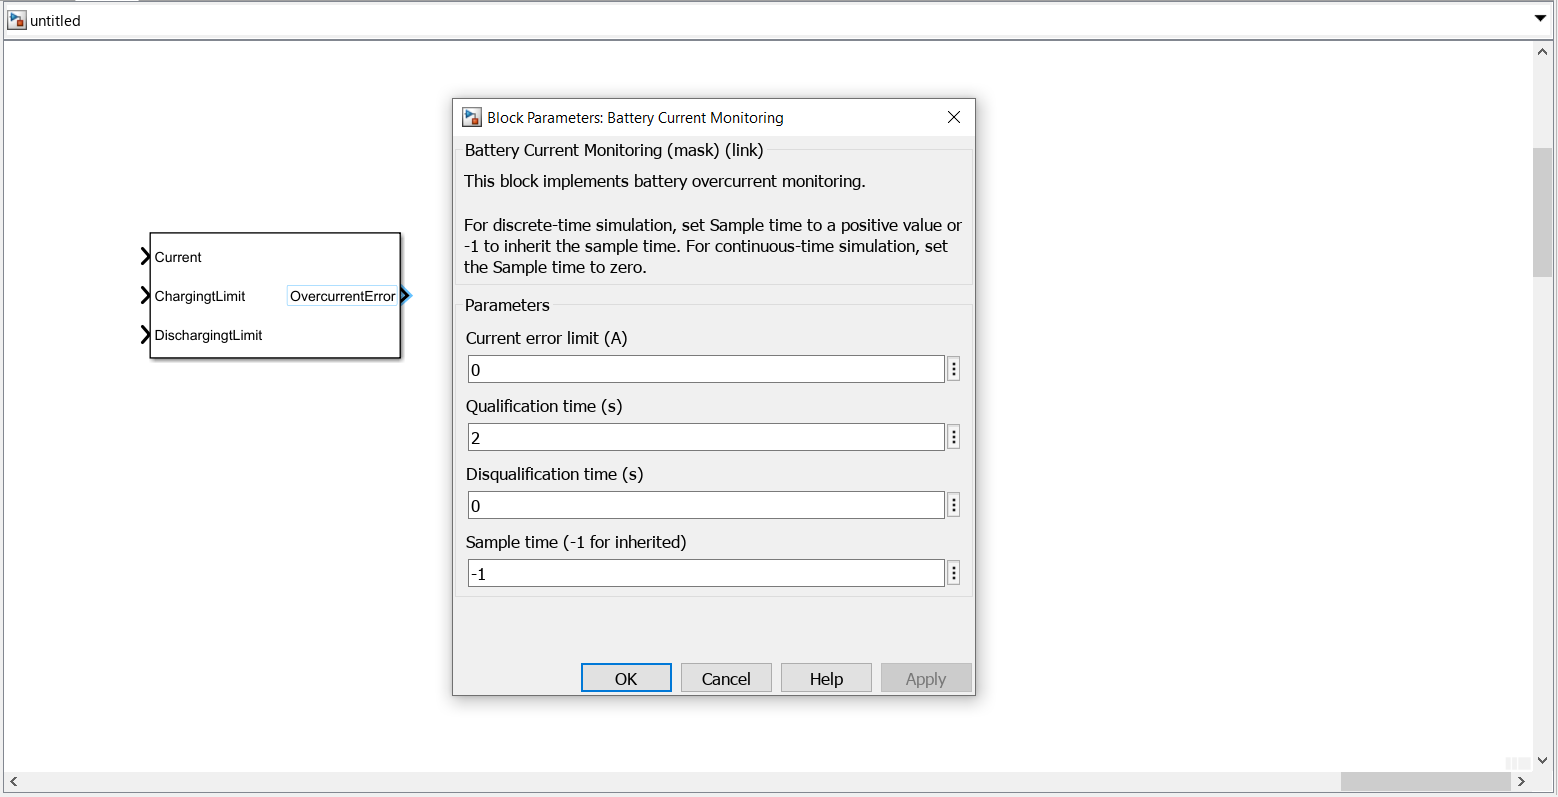 untitled
Block Parameters: Battery Current Monitoring
Battery Current Monitoring (mask) (link)
This block implements battery overcurrent monitoring.
For discrete-time simulation, set Sample time to a positive value or
-1 to inherit the sample time. For continuous-time simulation, set
the Sample time to zero.
Current
ChargingtLimit
OvercurrentError
DischargingtLimit
Parameters
Current error limit (A)
0
Qualification time (s)
2
Disqualification time (s)
0
Sample time (-1 for inherited)
-1
OK
Cancel
Help
Apply